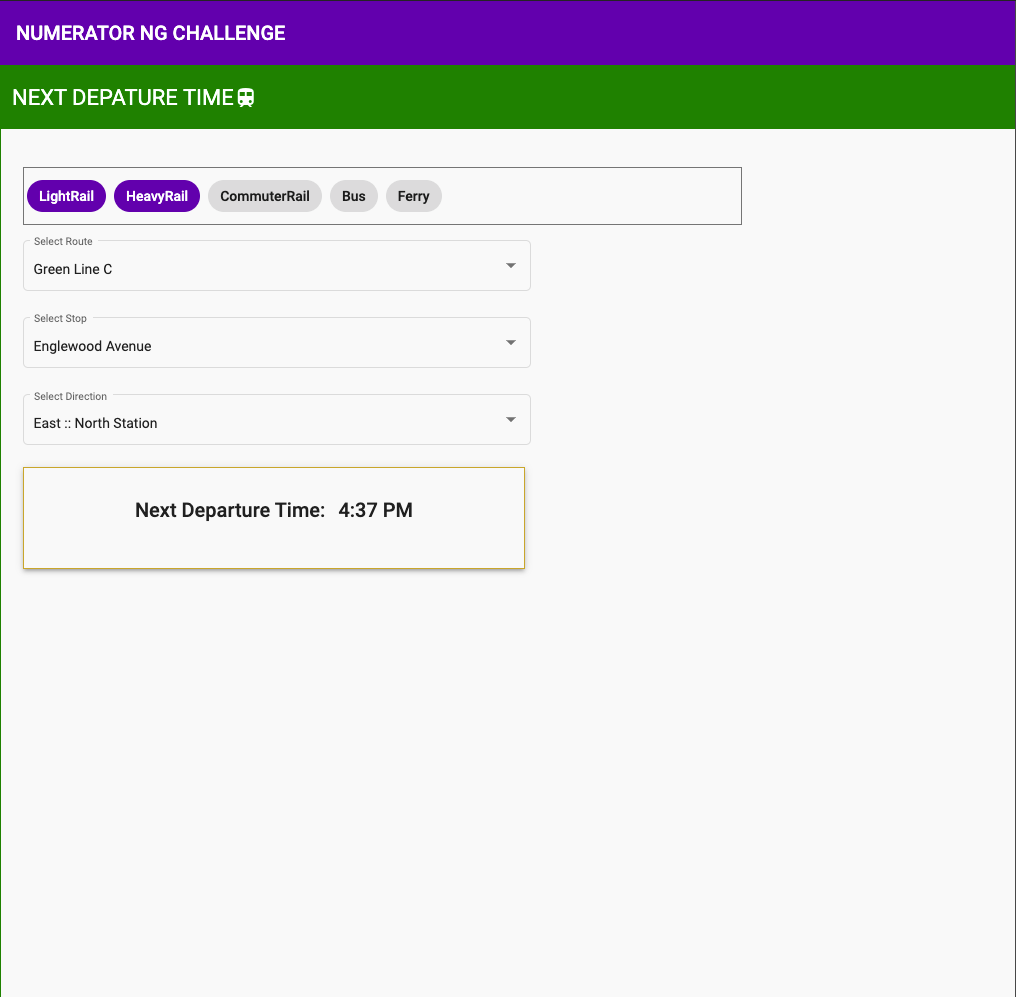 NUMERATOR NG CHALLENGE
NEXT DEPATURE TIME
LightRail HeavyRail CommuterRail Bus Ferry
Select Route
Green Line C
Select Stop
Englewood Avenue
Select Direction
East :: North Station
Next Departure Time: 4:37 PM